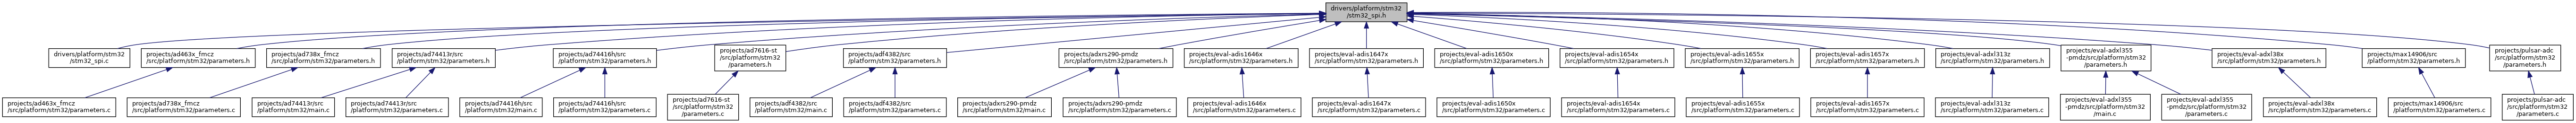 drivers/platform/stm32
/stm32_spi.h
drivers/platform/stm32
/stm32_spi.c
projects/ad463x_fmcz
/src/platform/stm32/parameters.h
projects/ad738x_fmcz
/src/platform/stm32/parameters.h
projects/ad74413r/src
/platform/stm32/parameters.h
projects/ad74416h/src
/platform/stm32/parameters.h
projects/ad7616-st
/src/platform/stm32
/parameters.h
projects/adf4382/src
/platform/stm32/parameters.h
projects/adxrs290-pmdz
/src/platform/stm32/parameters.h
projects/eval-adis1646x
/src/platform/stm32/parameters.h
projects/eval-adis1647x
/src/platform/stm32/parameters.h
projects/eval-adis1650x
/src/platform/stm32/parameters.h
projects/eval-adis1654x
/src/platform/stm32/parameters.h
projects/eval-adis1655x
/src/platform/stm32/parameters.h
projects/eval-adis1657x
/src/platform/stm32/parameters.h
projects/eval-adxl313z
/src/platform/stm32/parameters.h
projects/eval-adxl355
-pmdz/src/platform/stm32
/parameters.h
projects/eval-adxl38x
/src/platform/stm32/parameters.h
projects/max14906/src
/platform/stm32/parameters.h
projects/pulsar-adc
/src/platform/stm32
/parameters.h
projects/ad463x_fmcz
/src/platform/stm32/parameters.c
projects/ad738x_fmcz
/src/platform/stm32/parameters.c
projects/ad74413r/src
/platform/stm32/main.c
projects/ad74413r/src
/platform/stm32/parameters.c
projects/ad74416h/src
/platform/stm32/main.c
projects/ad74416h/src
/platform/stm32/parameters.c
projects/ad7616-st
/src/platform/stm32
/parameters.c
projects/adf4382/src
/platform/stm32/main.c
projects/adf4382/src
/platform/stm32/parameters.c
projects/adxrs290-pmdz
/src/platform/stm32/main.c
projects/adxrs290-pmdz
/src/platform/stm32/parameters.c
projects/eval-adis1646x
/src/platform/stm32/parameters.c
projects/eval-adis1647x
/src/platform/stm32/parameters.c
projects/eval-adis1650x
/src/platform/stm32/parameters.c
projects/eval-adis1654x
/src/platform/stm32/parameters.c
projects/eval-adis1655x
/src/platform/stm32/parameters.c
projects/eval-adis1657x
/src/platform/stm32/parameters.c
projects/eval-adxl313z
/src/platform/stm32/parameters.c
projects/eval-adxl355
-pmdz/src/platform/stm32
/main.c
projects/eval-adxl355
-pmdz/src/platform/stm32
/parameters.c
projects/eval-adxl38x
/src/platform/stm32/parameters.c
projects/max14906/src
/platform/stm32/parameters.c
projects/pulsar-adc
/src/platform/stm32
/parameters.c